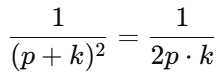 1/(p + k)² = 1/(2p · k)